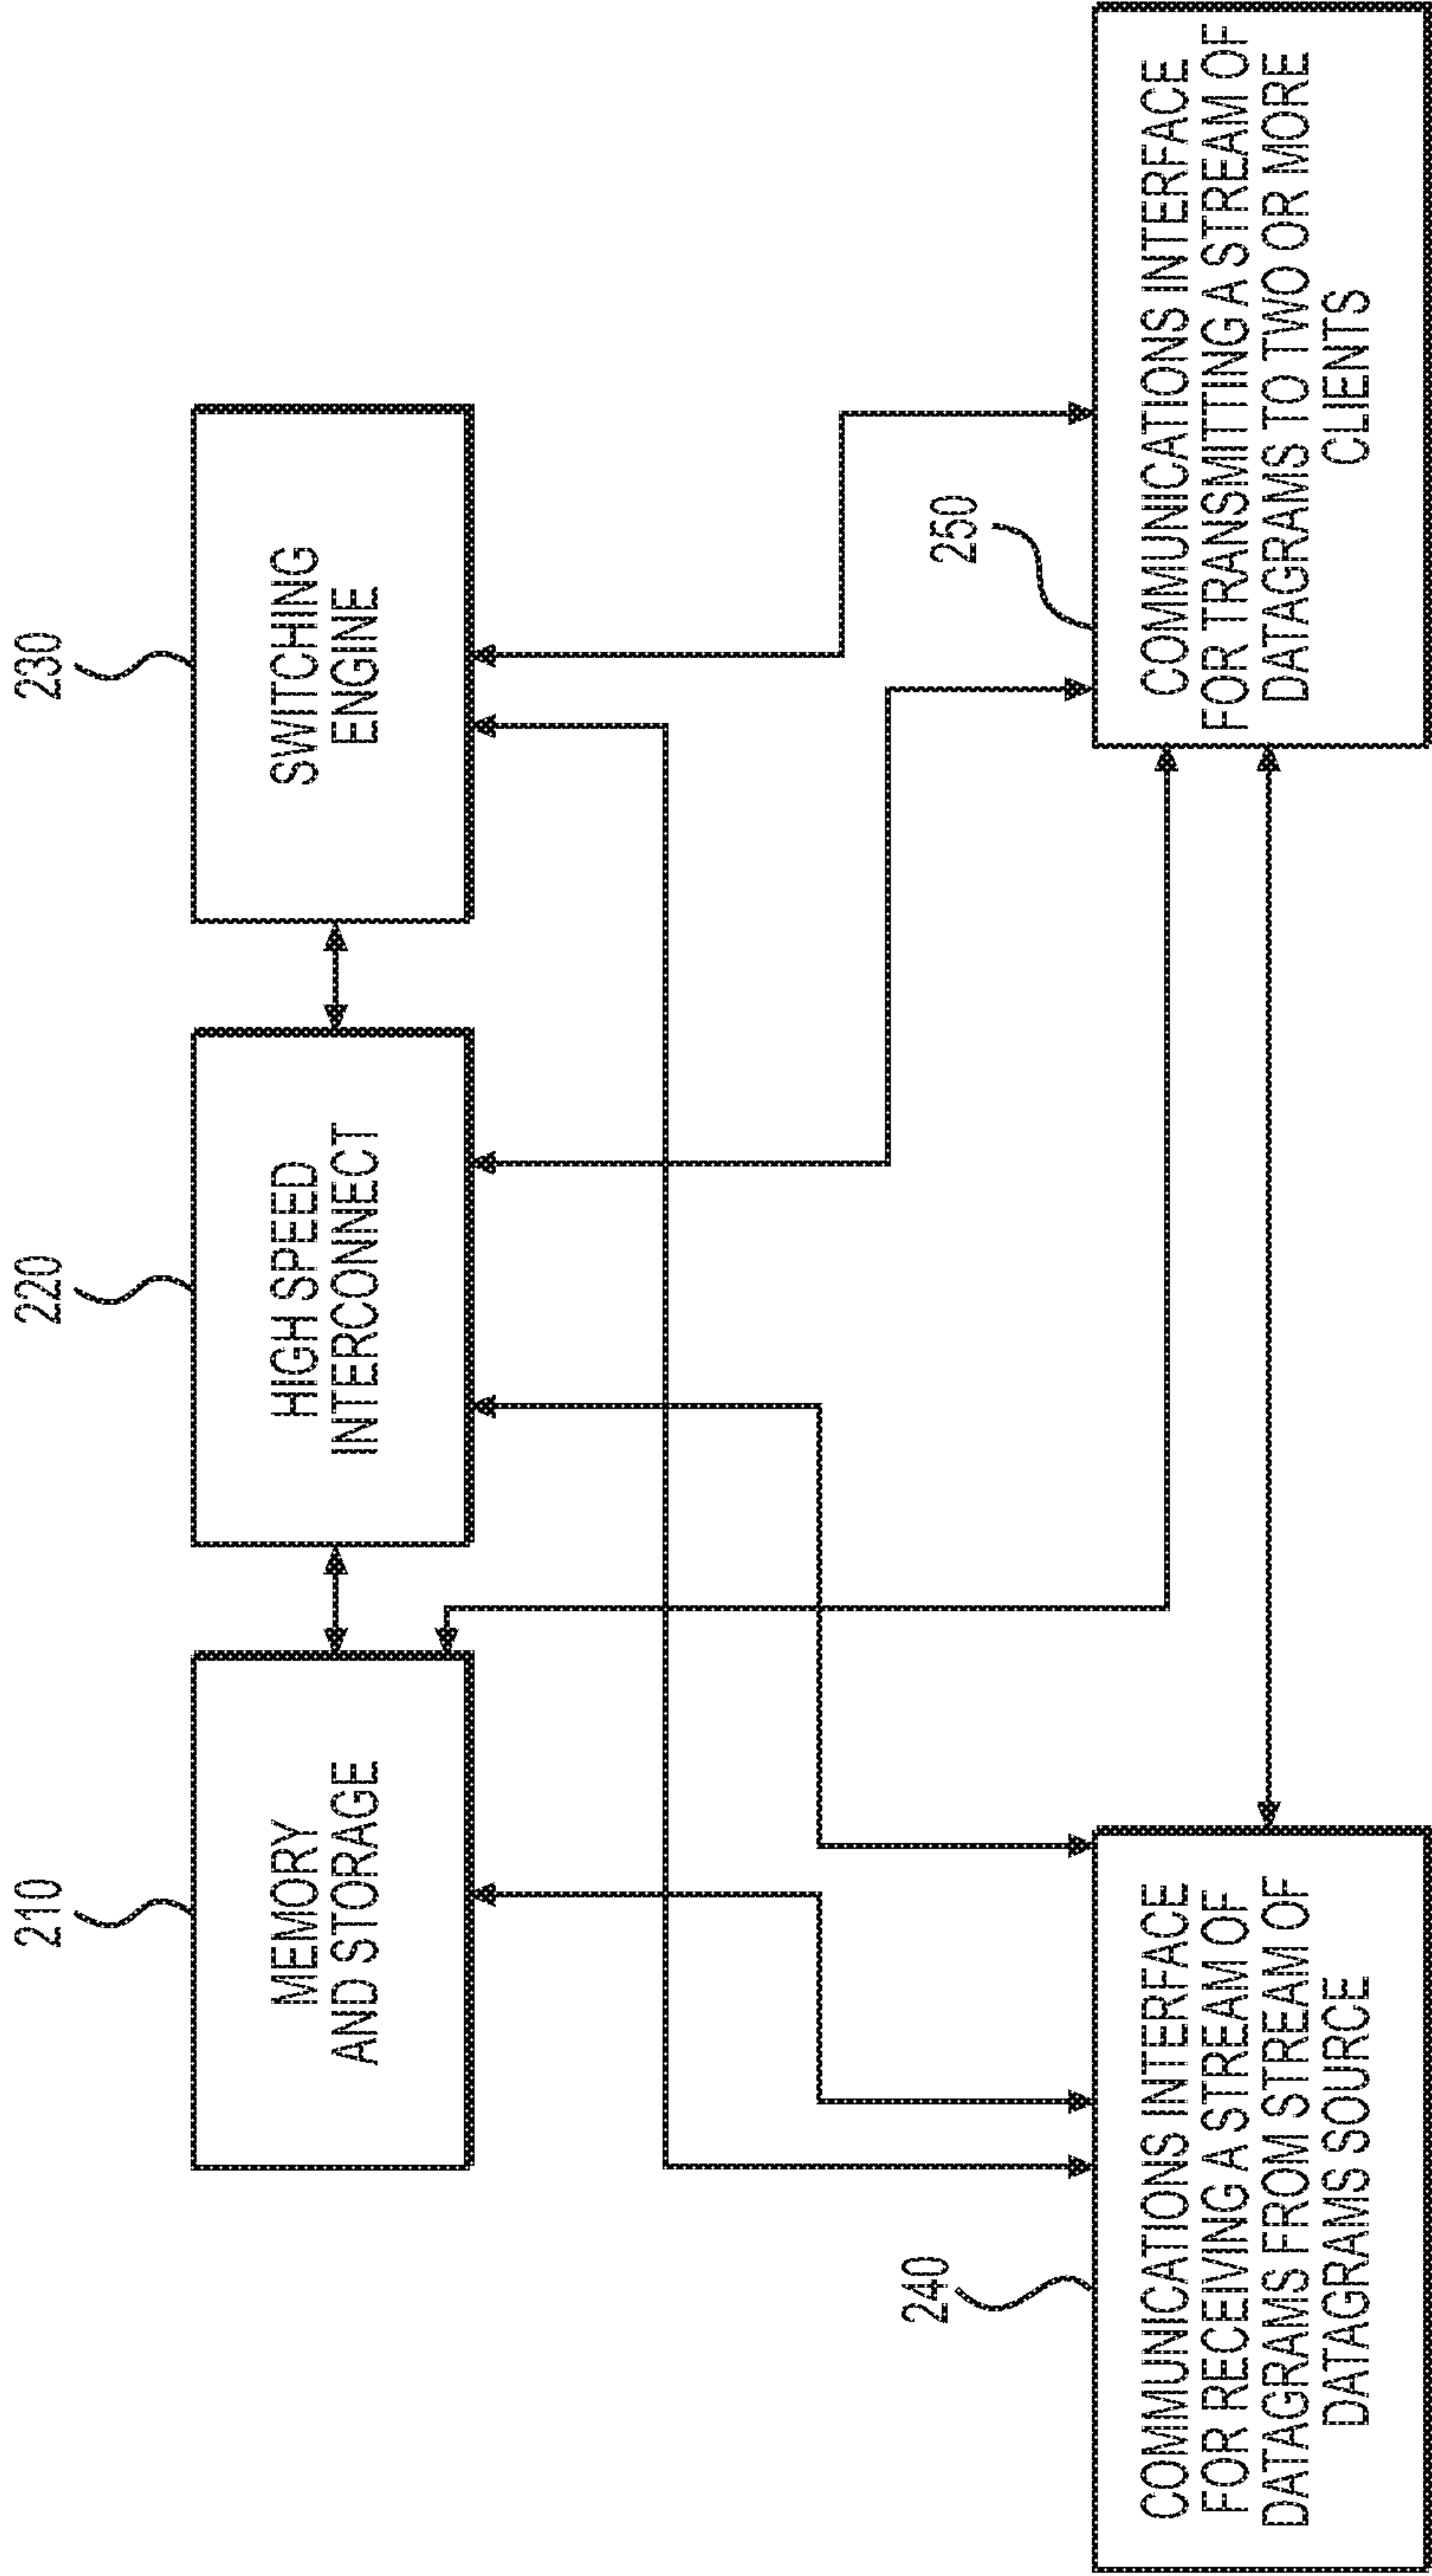 210
MEMORY
AND STORAGE
220
HIGH SPEED
INTERCONNECT
230
SWITCHING
ENGINE
240
COMMUNICATIONS INTERFACE
FOR RECEIVING A STREAM OF
DATAGRAMS FROM STREAM OF
DATAGRAMS SOURCE
250
COMMUNICATIONS INTERFACE
FOR TRANSMITTING A STREAM OF
DATAGRAMS TO TWO OR MORE
CLIENTS